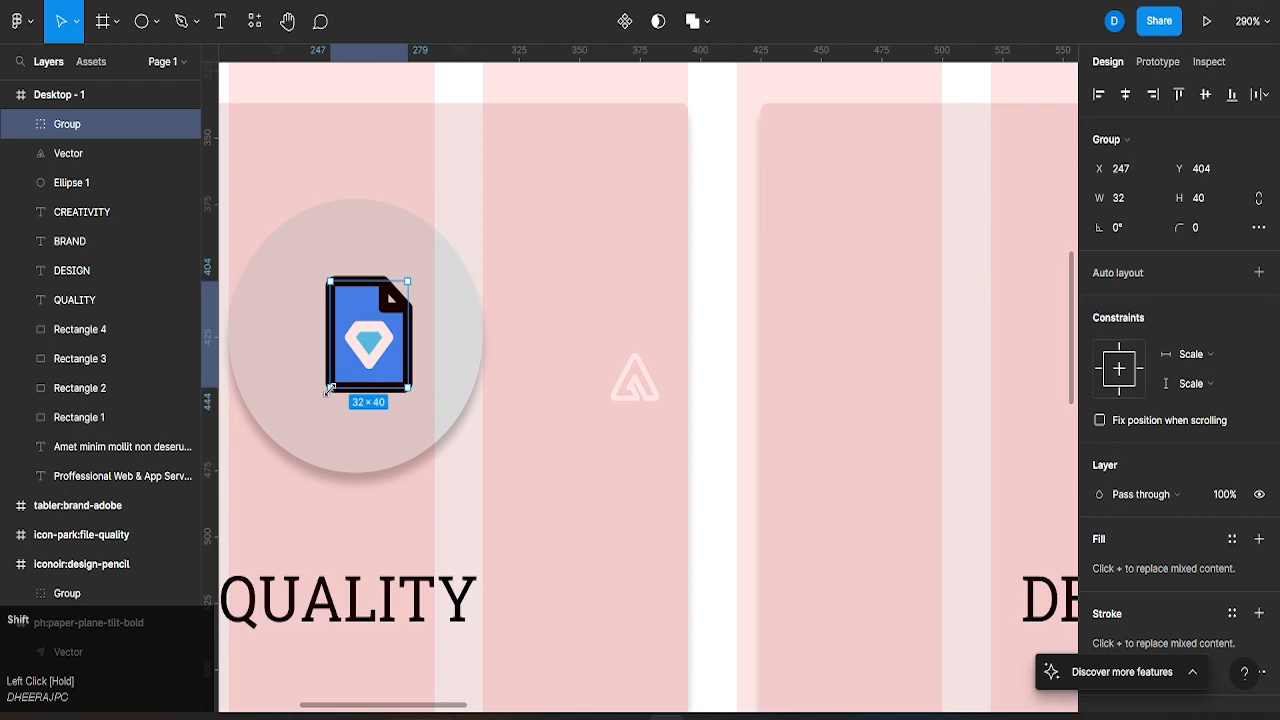 D
Share
290%
Layers
Assets
Page 1
Desktop - 1
Group
Vector
Ellipse 1
CREATIVITY
BRAND
DESIGN
QUALITY
Rectangle 4
Rectangle 3
Rectangle 2
Rectangle 1
Amet minim mollit non deseru...
Proffessional Web & App Serv...
tabler:brand-adobe
icon-park:file-quality
iconoir:design-pencil
Group
ph:paper-plane-tilt-bold
Vector
Shift
Left Click [Hold]
DHEERAJPC
247
279
325
350
375
400
425
450
475
500
525
550
350
375
404
425
444
475
500
525
550
32 × 40
QUALITY
DE
Design
Prototype
Inspect
Group
X 247
Y 404
W 32
H 40
0°
0
Auto layout
Constraints
Scale
Scale
Fix position when scrolling
Layer
Pass through
100%
Fill
Click + to replace mixed content.
Stroke
Click + to replace mixed content.
Discover more features
?